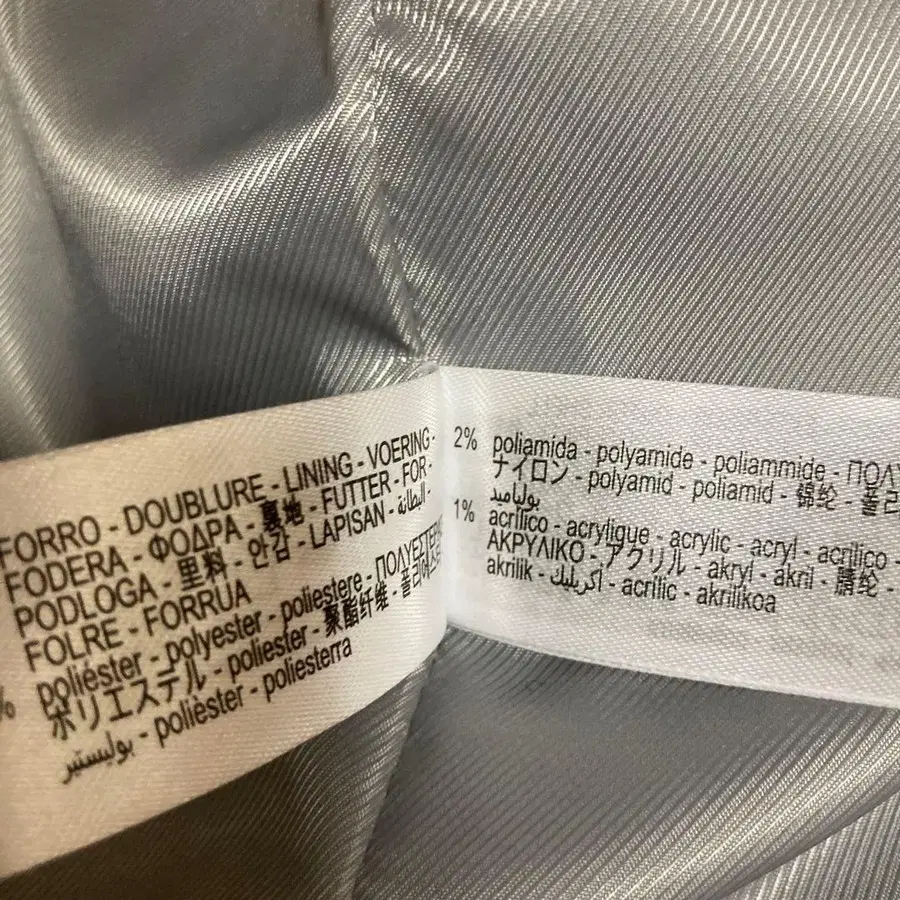 FORRO - DOUBLURE - LINING - VOERING -
FODERA - ΦΟΔΡΑ - 裏地 - FUTTER - FOR -
PODLOGA - 里料 - 안감 - LAPISAN - البطانة -
FOLRE - FORRUA
% poliéster - polyester - poliestere - ΠΟΛΥΕΣΤΕΡΑΣ
ポリエステル - poliester - 聚酯纤维 - 폴리에스테
بوليستير - polièster - poliesterra
2% poliamida - polyamide - poliammide - ΠΟΛΥ
ナイロン - polyamid - poliamid - 锦纶 - 폴리
بوليامید
1% acrílico - acrylique - acrylic - acryl - acrilico -
ΑΚΡΥΛΙΚΟ - アクリル - akryl - akril - 腈纶 -
akrilik - أكريليك - acrílic - akrilikoa